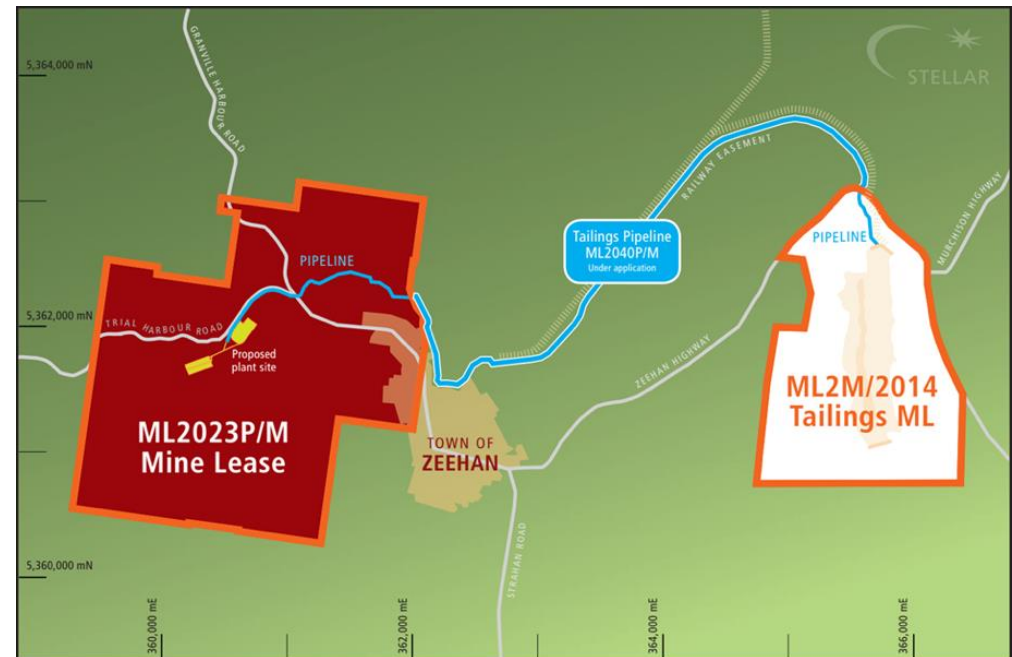 5,364,000 mN
GRANVILLE HARBOUR ROAD
STELLAR
RAILWAY EASEMENT
MURCHISON HIGHWAY
Tailings Pipeline
ML2040P/M
Under application
PIPELINE
PIPELINE
5,362,000 mN
TRIAL HARBOUR ROAD
Proposed
plant site
ZEEHAN HIGHWAY
ML2M/2014
Tailings ML
ML2023P/M
Mine Lease
TOWN OF
ZEEHAN
STRAHAN ROAD
5,360,000 mN
360,000 mE
362,000 mE
364,000 mE
366,000 mE